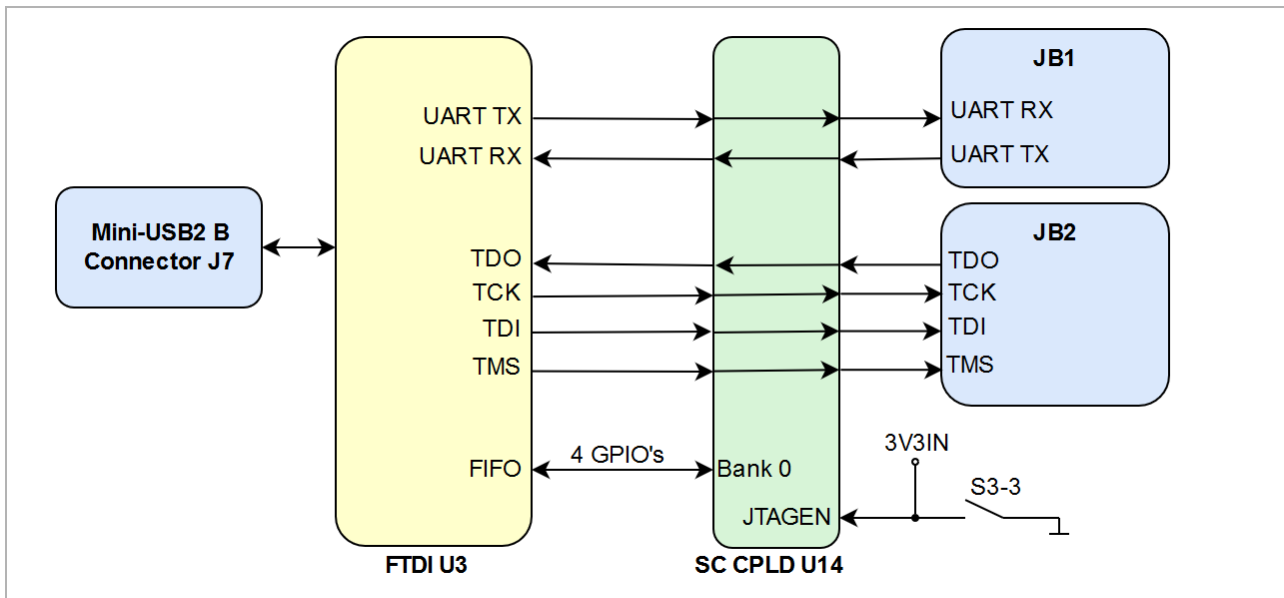 JB1
UART TX
UART RX
UART RX
UART TX
Mini-USB2 B
Connector J7
JB2
TDO
TDO
TCK
TCK
TDI
TDI
TMS
TMS
3V3IN
FIFO
4 GPIO's
Bank 0
S3-3
JTAGEN
FTDI U3
SC CPLD U14